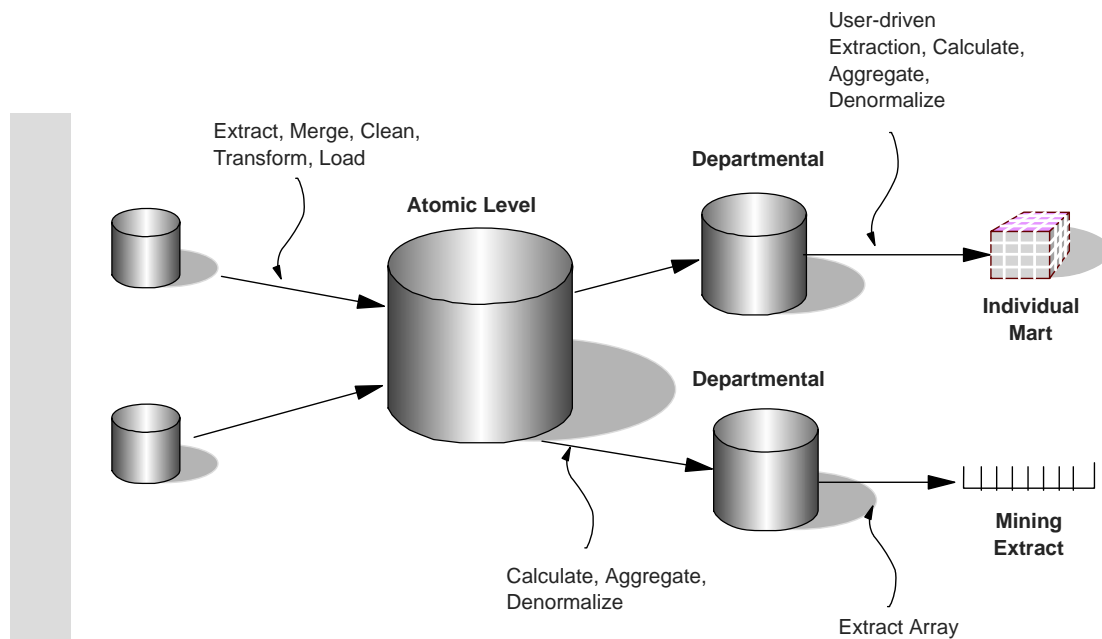 User-driven
Extraction, Calculate,
Aggregate,
Denormalize
Extract, Merge, Clean,
Transform, Load
Departmental
Atomic Level
Individual
Mart
Departmental
Mining
Extract
Calculate, Aggregate,
Denormalize
Extract Array